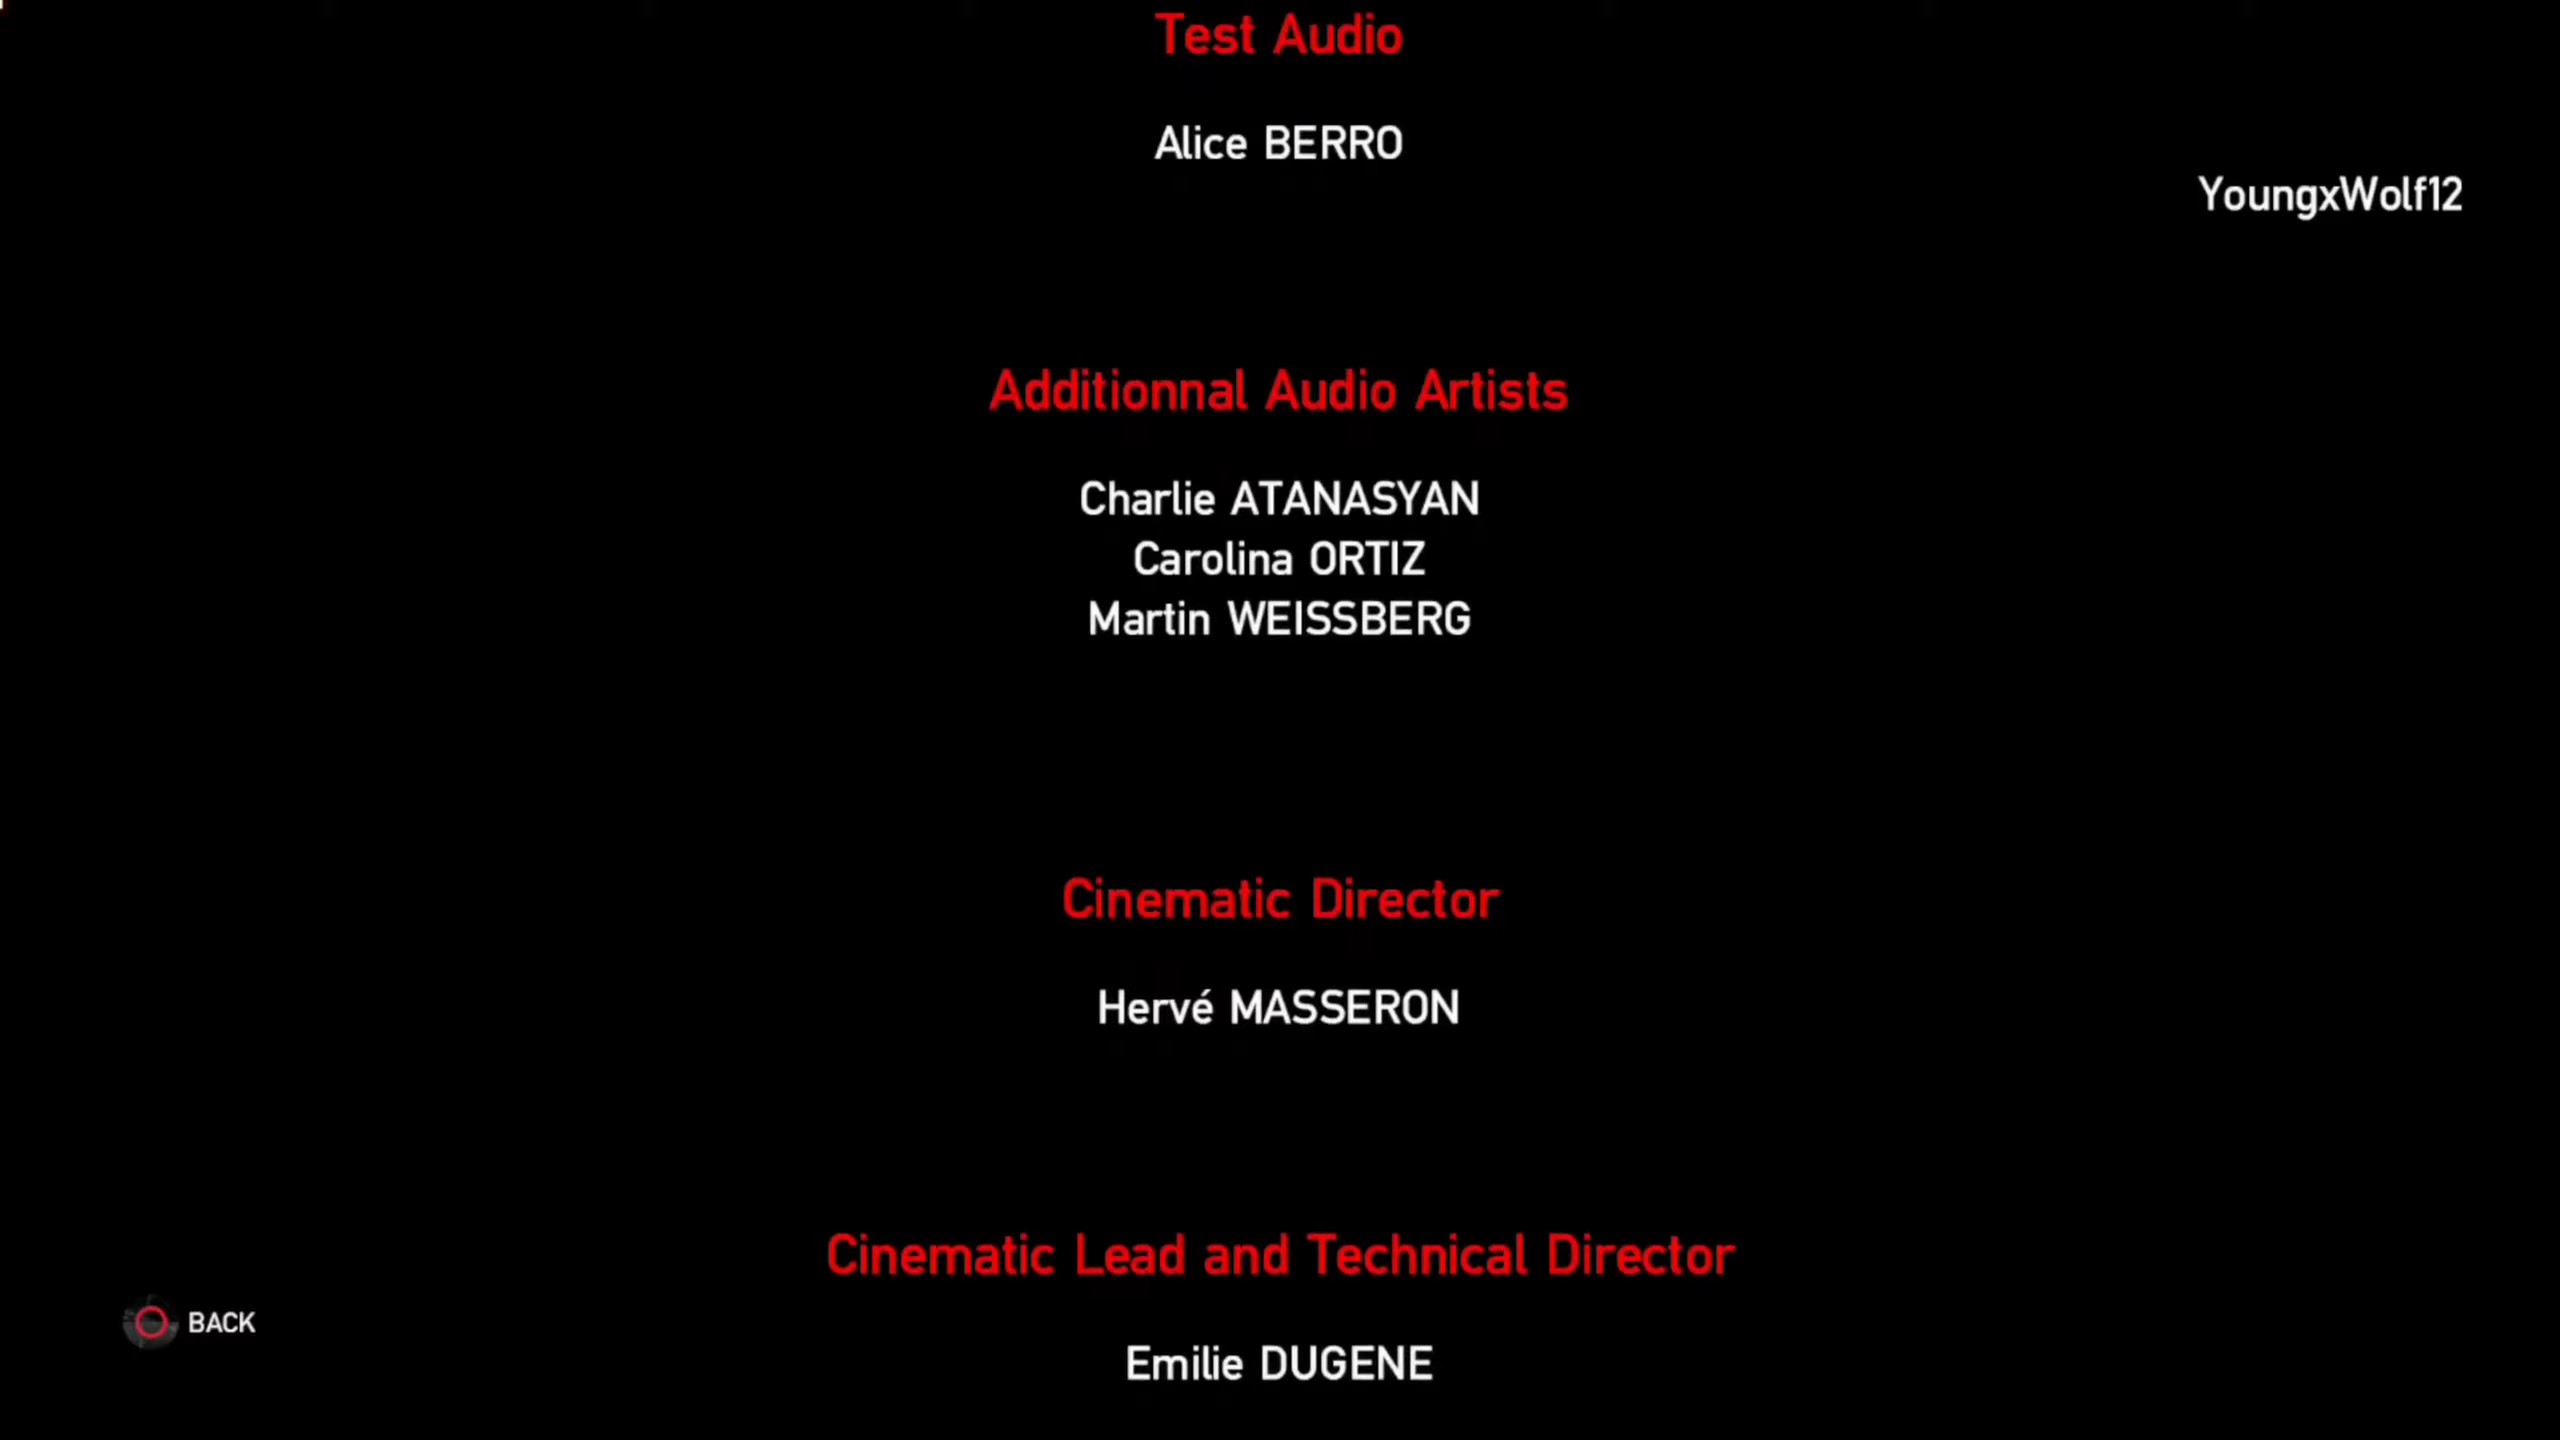 Test Audio
Alice BERRO
YoungxWolf12
Additionnal Audio Artists
Charlie ATANASYAN
Carolina ORTIZ
Martin WEISSBERG
Cinematic Director
Hervé MASSERON
Cinematic Lead and Technical Director
BACK
Emilie DUGENE